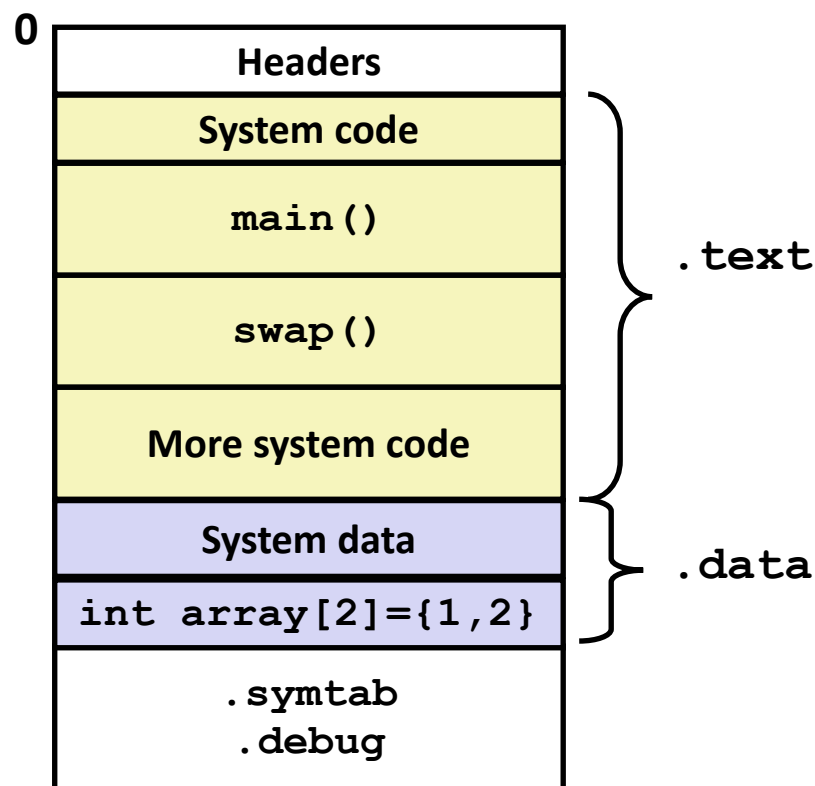 0
Headers
System code
main()
swap()
More system code
.text
System data
int array[2]={1,2}
.data
.symtab
.debug